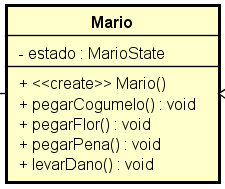 Mario
- estado : MarioState
+ <<create>> Mario()
+ pegarCogumelo() : void
+ pegarFlor() : void
+ pegarPena() : void
+ levarDano() : void